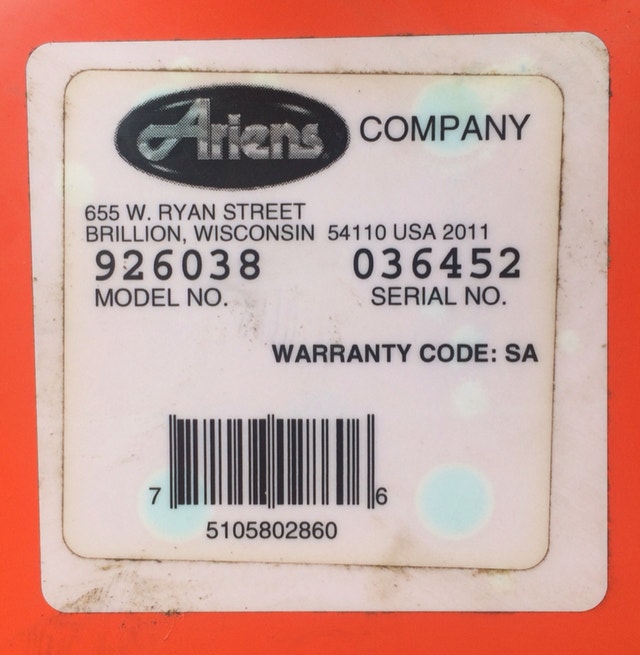 Ariens COMPANY
655 W. RYAN STREET
BRILLION, WISCONSIN 54110 USA 2011
926038 036452
MODEL NO. SERIAL NO.
WARRANTY CODE: SA
7 6
5105802860